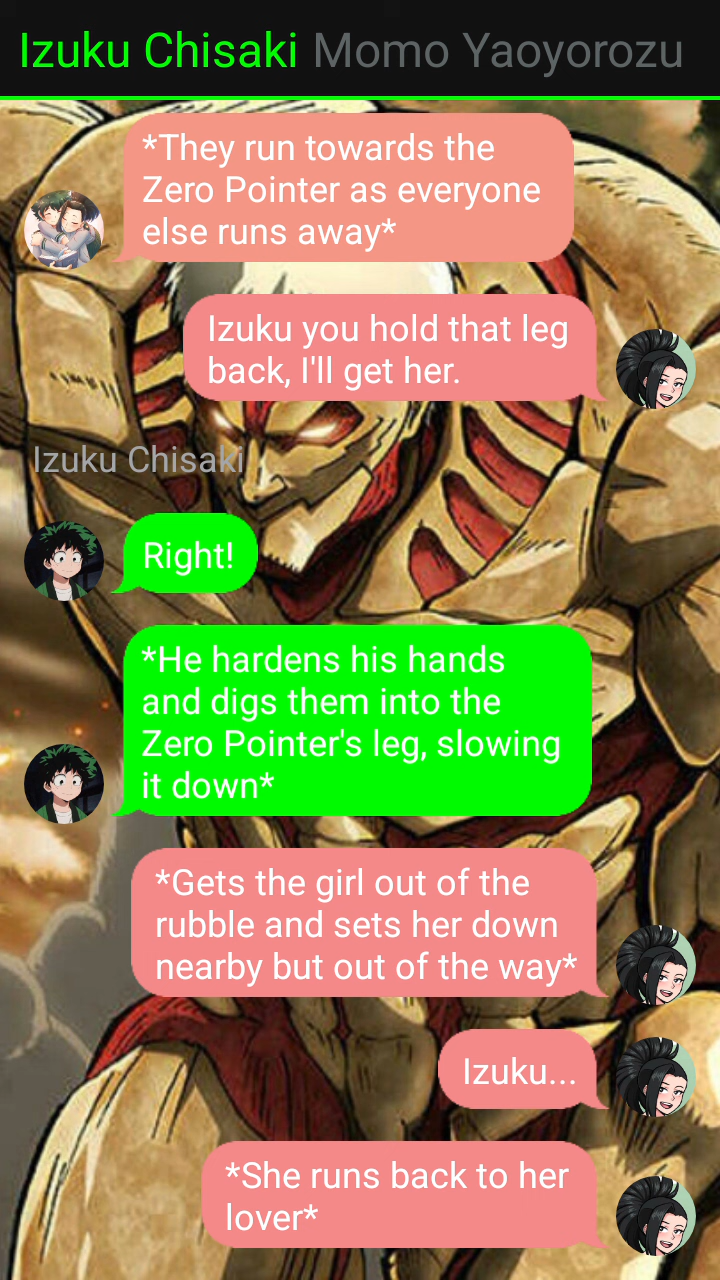 Izuku Chisaki Momo Yaoyorozu
*They run towards the
Zero Pointer as everyone
else runs away*
Izuku you hold that leg
back, I'll get her.
Izuku Chisaki
Right!
*He hardens his hands
and digs them into the
Zero Pointer's leg, slowing
it down*
*Gets the girl out of the
rubble and sets her down
nearby but out of the way*
Izuku...
*She runs back to her
lover*